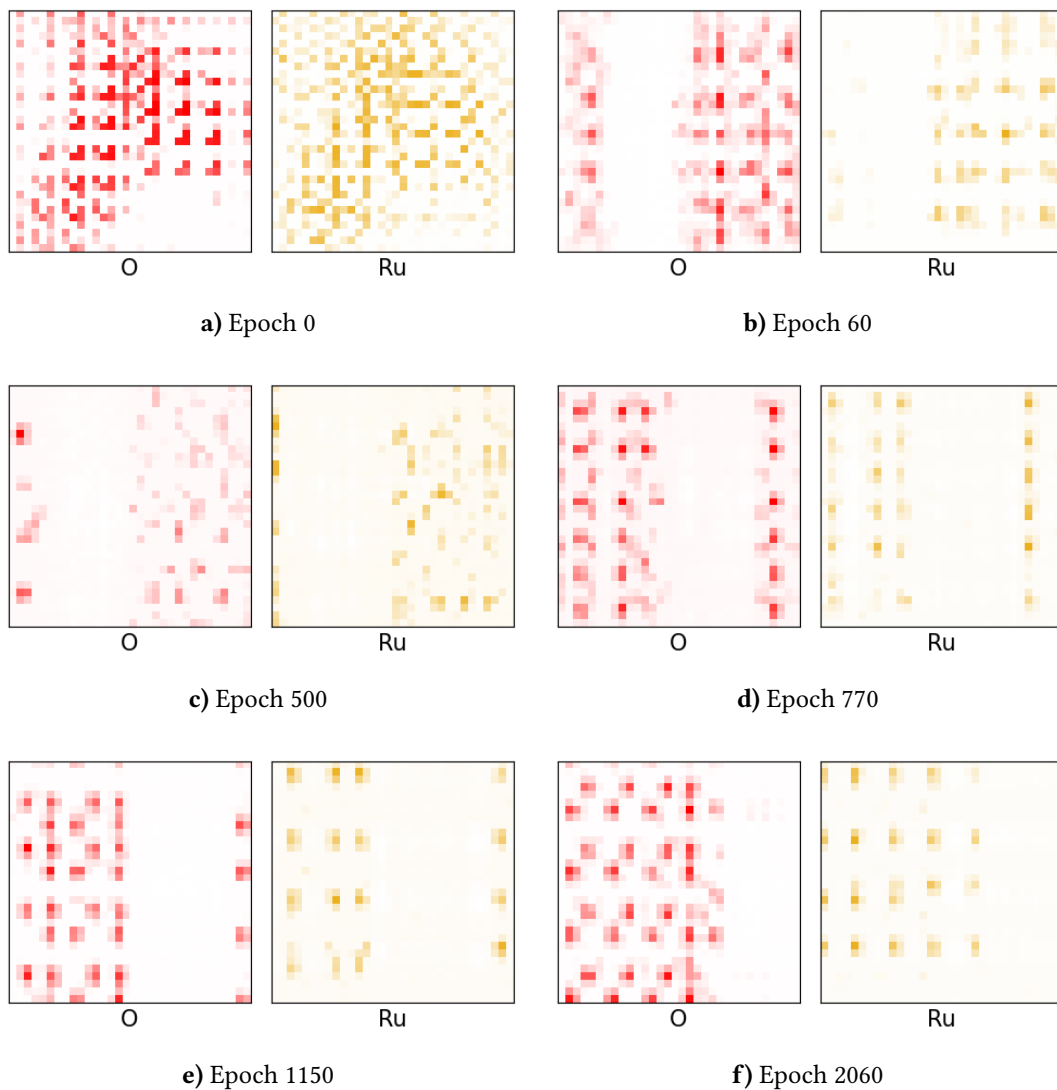 O Ru O Ru
a) Epoch 0 b) Epoch 60
O Ru O Ru
c) Epoch 500 d) Epoch 770
O Ru O Ru
e) Epoch 1150 f) Epoch 2060